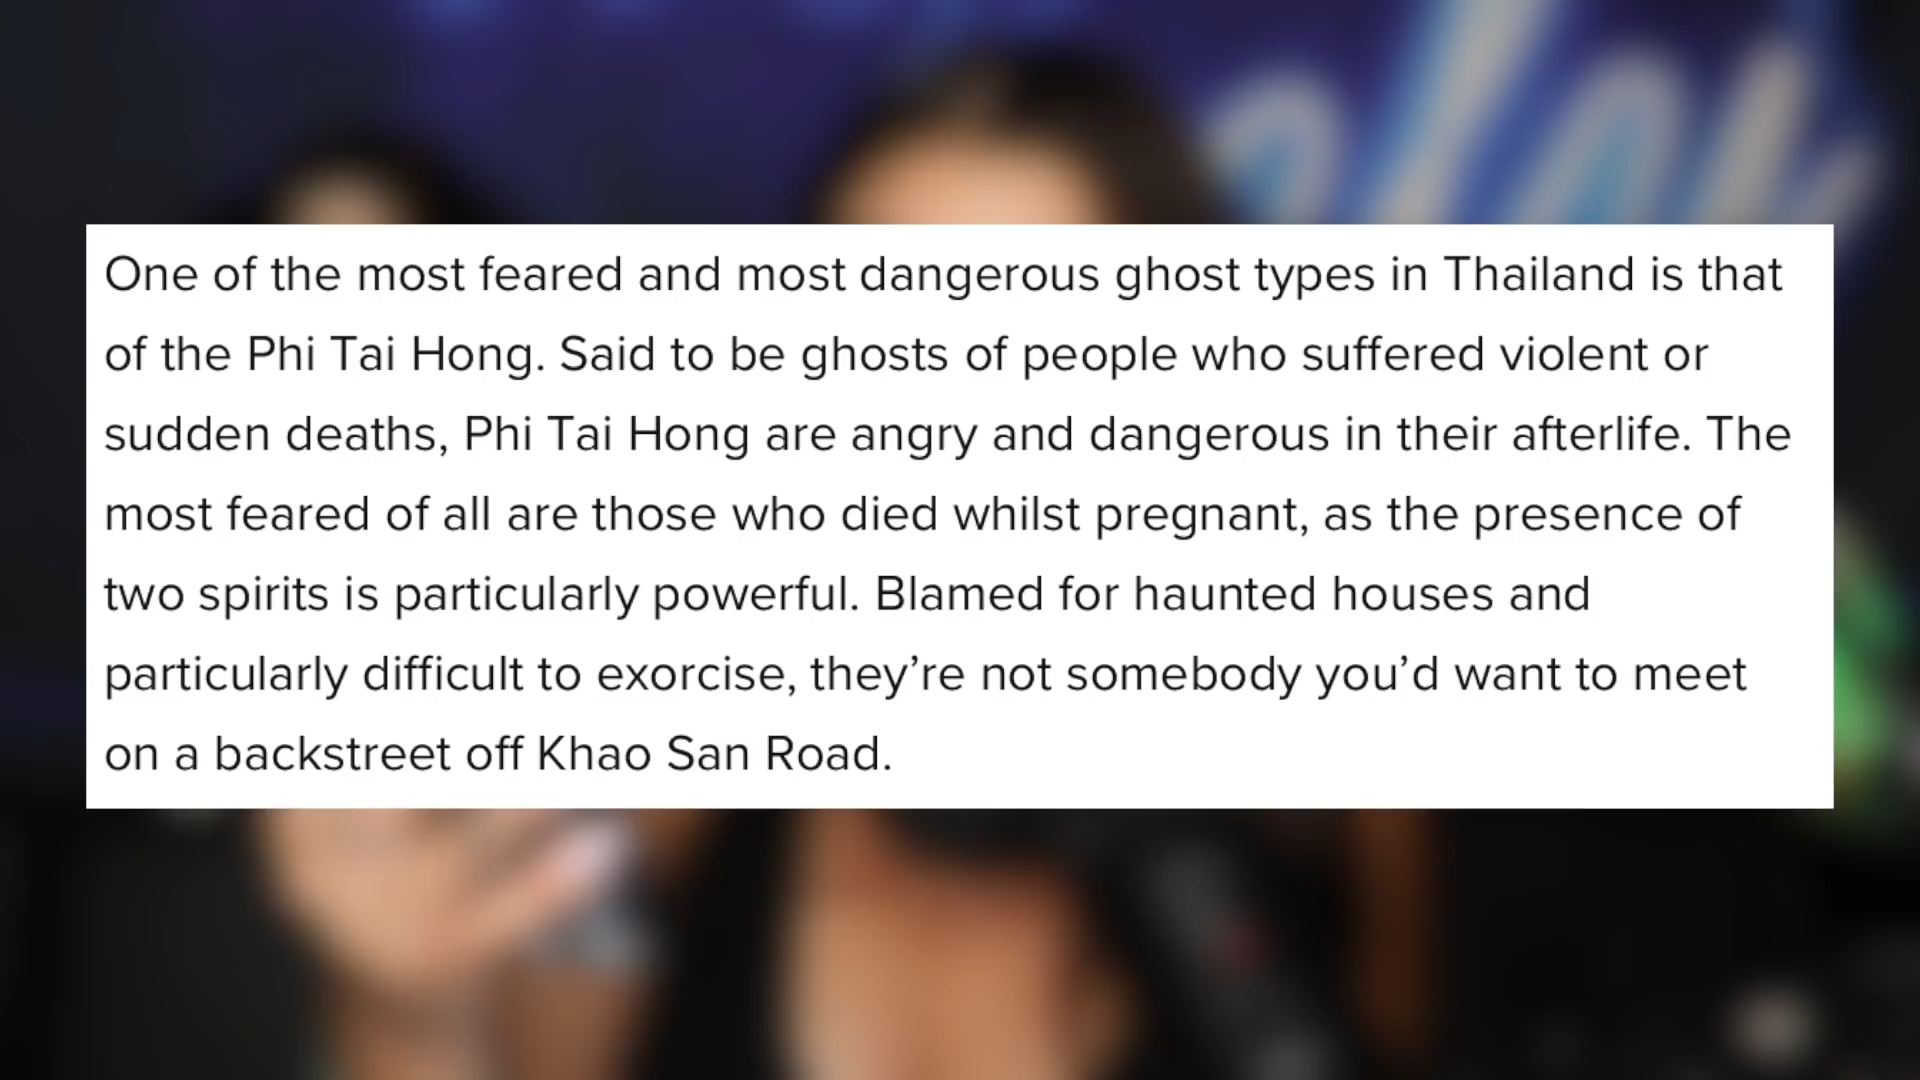 One of the most feared and most dangerous ghost types in Thailand is that
of the Phi Tai Hong. Said to be ghosts of people who suffered violent or
sudden deaths, Phi Tai Hong are angry and dangerous in their afterlife. The
most feared of all are those who died whilst pregnant, as the presence of
two spirits is particularly powerful. Blamed for haunted houses and
particularly difficult to exorcise, they’re not somebody you’d want to meet
on a backstreet off Khao San Road.